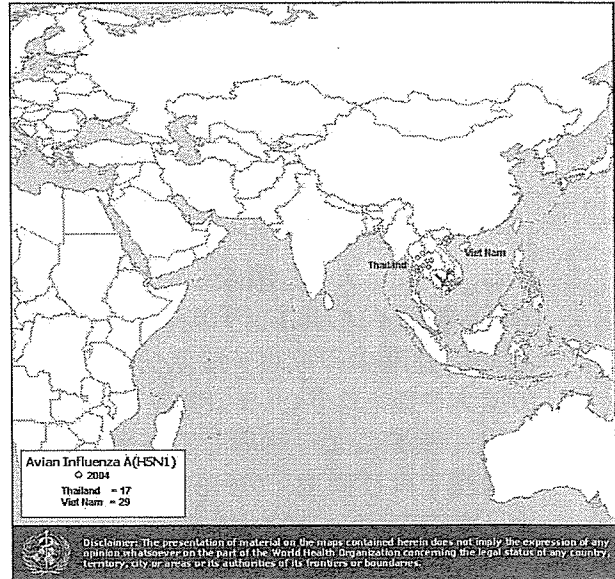 Thailand
Viet Nam
Avian Influenza A(H5N1)
2004
Thailand = 17
Viet Nam = 29
Disclaimer: The presentation of material on the maps contained herein does not imply the expression of any
opinion whatsoever on the part of the World Health Organization concerning the legal status of any country,
territory, city or areas or its authorities of its frontiers or boundaries.